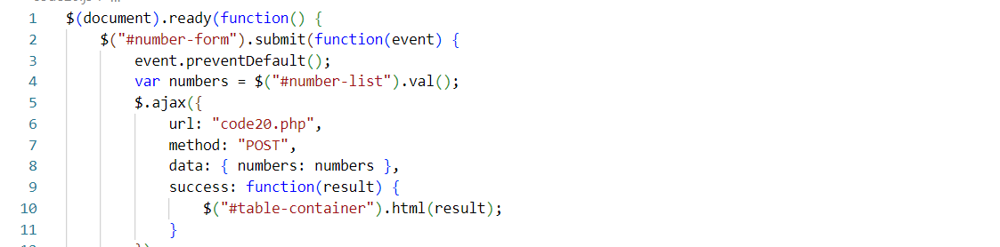 1 $(document).ready(function() {
2 $("#number-form").submit(function(event) {
3 event.preventDefault();
4 var numbers = $("#number-list").val();
5 $.ajax({
6 url: "code20.php",
7 method: "POST",
8 data: { numbers: numbers },
9 success: function(result) {
10 $("#table-container").html(result);
11 }